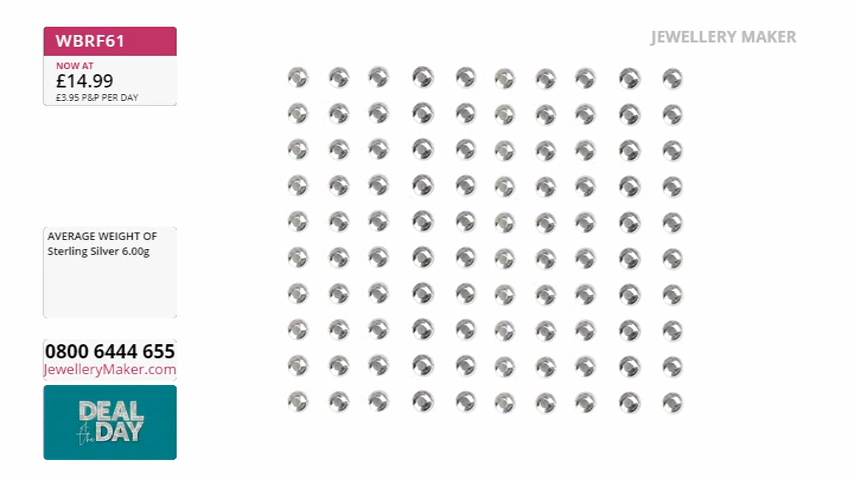 WBRF61
JEWELLERY MAKER
NOW AT
£14.99
£3.95 P&P PER DAY
AVERAGE WEIGHT OF
Sterling Silver 6.00g
0800 6444 655
JewelleryMaker.com
DEAL
of the DAY